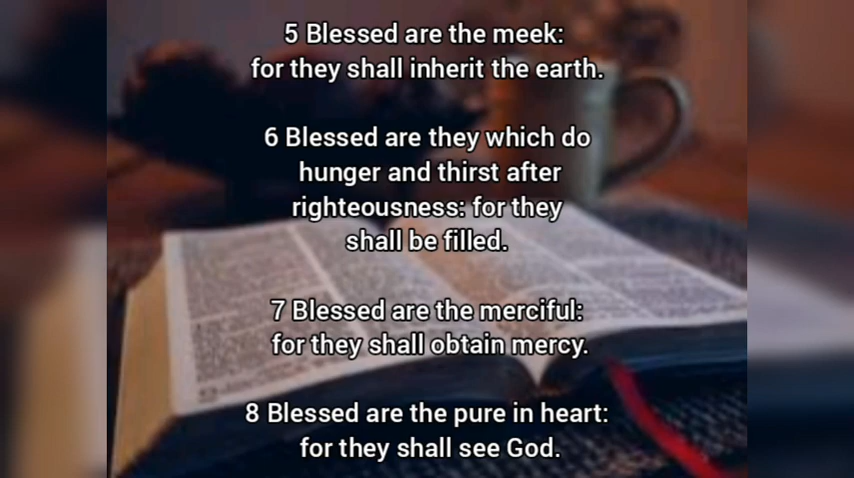 5 Blessed are the meek:
for they shall inherit the earth.
6 Blessed are they which do
hunger and thirst after
righteousness: for they
shall be filled.
7 Blessed are the merciful:
for they shall obtain mercy.
8 Blessed are the pure in heart:
for they shall see God.